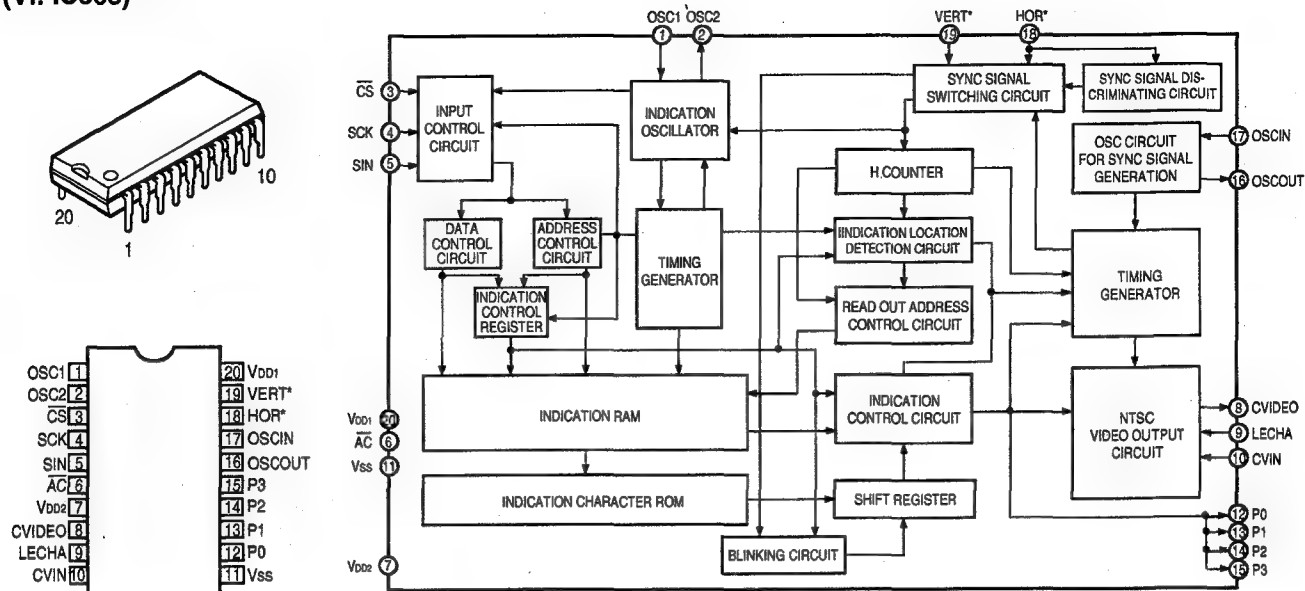 OSC1 OSC2
VERT*
HOR*
1
2
19
18
CS
3
SCK
4
SIN
5
INPUT
CONTROL
CIRCUIT
INDICATION
OSCILLATOR
SYNC SIGNAL
SWITCHING CIRCUIT
SYNC SIGNAL DIS-
CRIMINATING CIRCUIT
OSC CIRCUIT
FOR SYNC SIGNAL
GENERATION
17 OSCIN
16 OSCOUT
H.COUNTER
DATA
CONTROL
CIRCUIT
ADDRESS
CONTROL
CIRCUIT
TIMING
GENERATOR
IINDICATION LOCATION
DETECTION CIRCUIT
TIMING
GENERATOR
INDICATION
CONTROL
REGISTER
READ OUT ADDRESS
CONTROL CIRCUIT
INDICATION RAM
INDICATION
CONTROL CIRCUIT
NTSC
VIDEO OUTPUT
CIRCUIT
8 CVIDEO
9 LECHA
10 CVIN
VDD1 20
AC 6
Vss 11
INDICATION CHARACTER ROM
SHIFT REGISTER
BLINKING CIRCUIT
VDD2 7
12 P0
13 P1
14 P2
15 P3
20
1
10
OSC1 1
OSC2 2
CS 3
SCK 4
SIN 5
AC 6
VDD2 7
CVIDEO 8
LECHA 9
CVIN 10
20 VDD1
19 VERT*
18 HOR*
17 OSCIN
16 OSCOUT
15 P3
14 P2
13 P1
12 P0
11 Vss